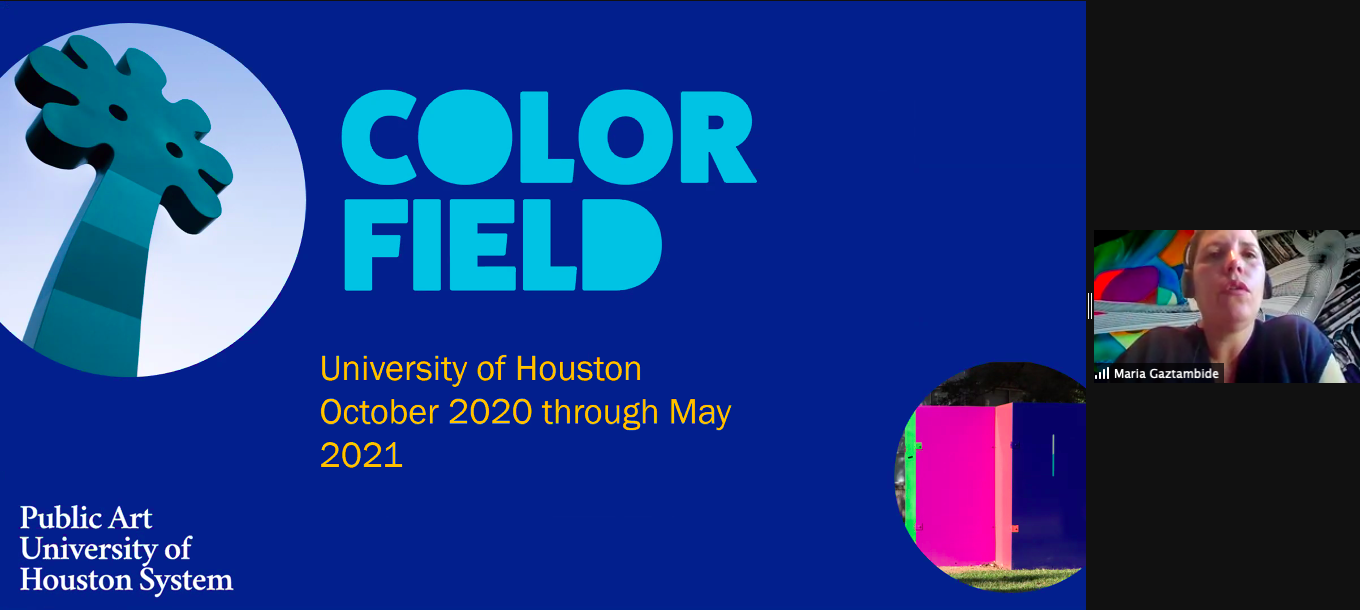 COLOR
FIELD
University of Houston
October 2020 through May
2021
Public Art
University of
Houston System
Maria Gaztambide